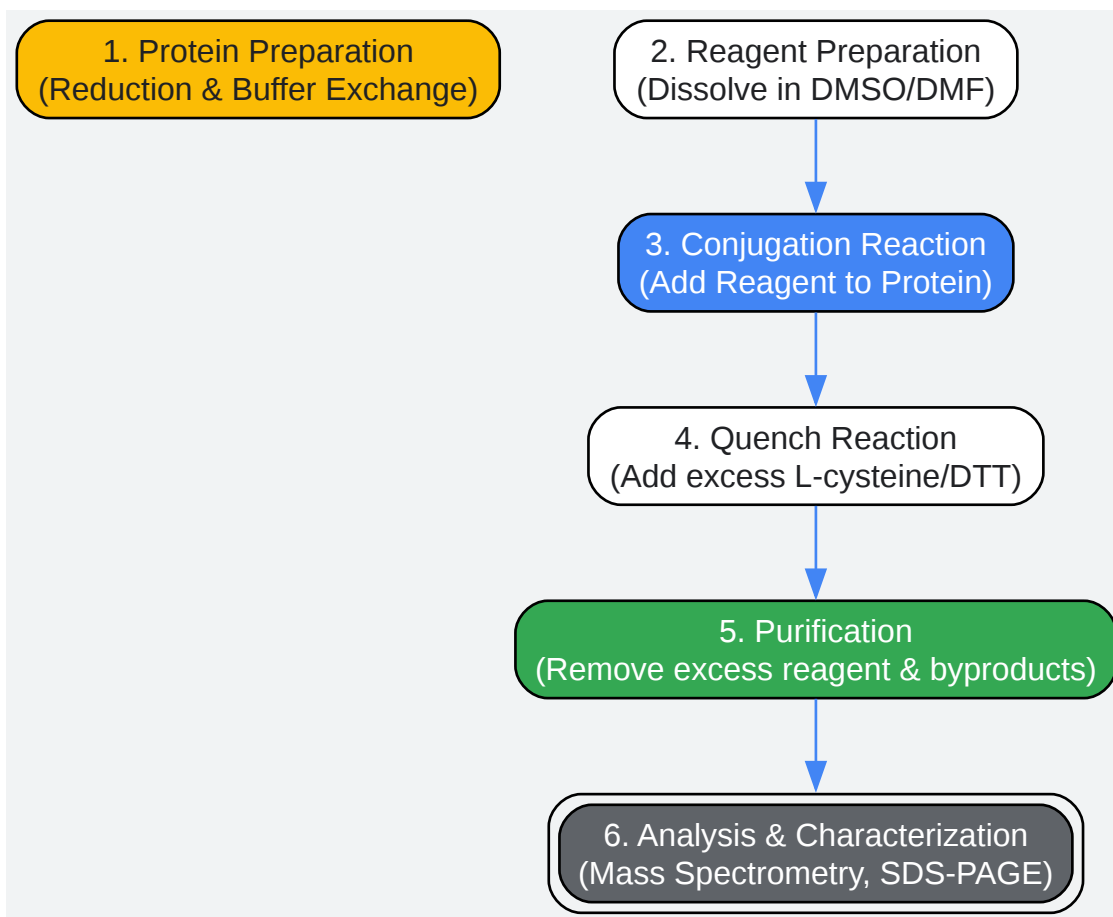 1. Protein Preparation
(Reduction & Buffer Exchange)
2. Reagent Preparation
(Dissolve in DMSO/DMF)
3. Conjugation Reaction
(Add Reagent to Protein)
4. Quench Reaction
(Add excess L-cysteine/DTT)
5. Purification
(Remove excess reagent & byproducts)
6. Analysis & Characterization
(Mass Spectrometry, SDS-PAGE)